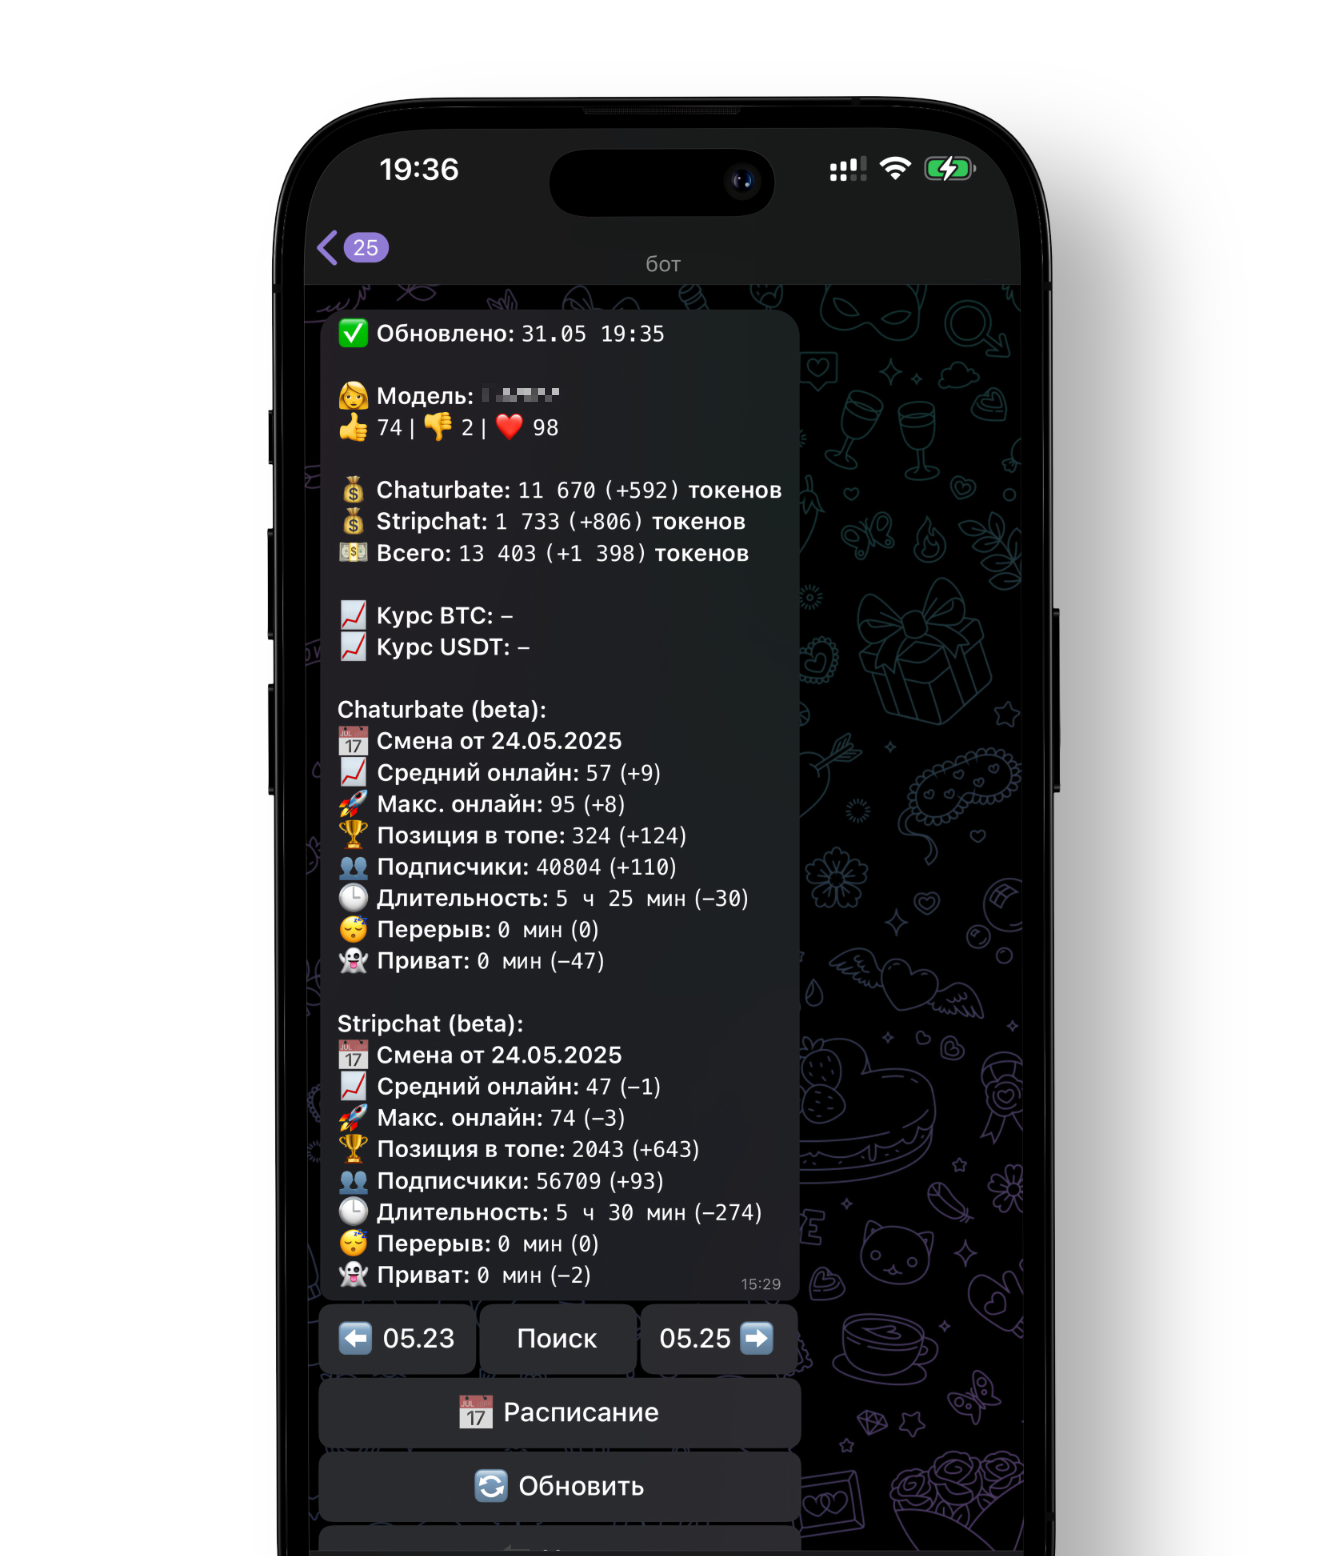 19:36
25
бот
Обновлено: 31.05 19:35
Модель:
74 | 2 | 98
Chaturbate: 11 670 (+592) токенов
Stripchat: 1 733 (+806) токенов
Всего: 13 403 (+1 398) токенов
Курс BTC: –
Курс USDT: –
Chaturbate (beta):
Смена от 24.05.2025
Средний онлайн: 57 (+9)
Макс. онлайн: 95 (+8)
Позиция в топе: 324 (+124)
Подписчики: 40804 (+110)
Длительность: 5 ч 25 мин (−30)
Перерыв: 0 мин (0)
Приват: 0 мин (−47)
Stripchat (beta):
Смена от 24.05.2025
Средний онлайн: 47 (−1)
Макс. онлайн: 74 (−3)
Позиция в топе: 2043 (+643)
Подписчики: 56709 (+93)
Длительность: 5 ч 30 мин (−274)
Перерыв: 0 мин (0)
Приват: 0 мин (−2)
15:29
05.23 Поиск 05.25
Расписание
Обновить